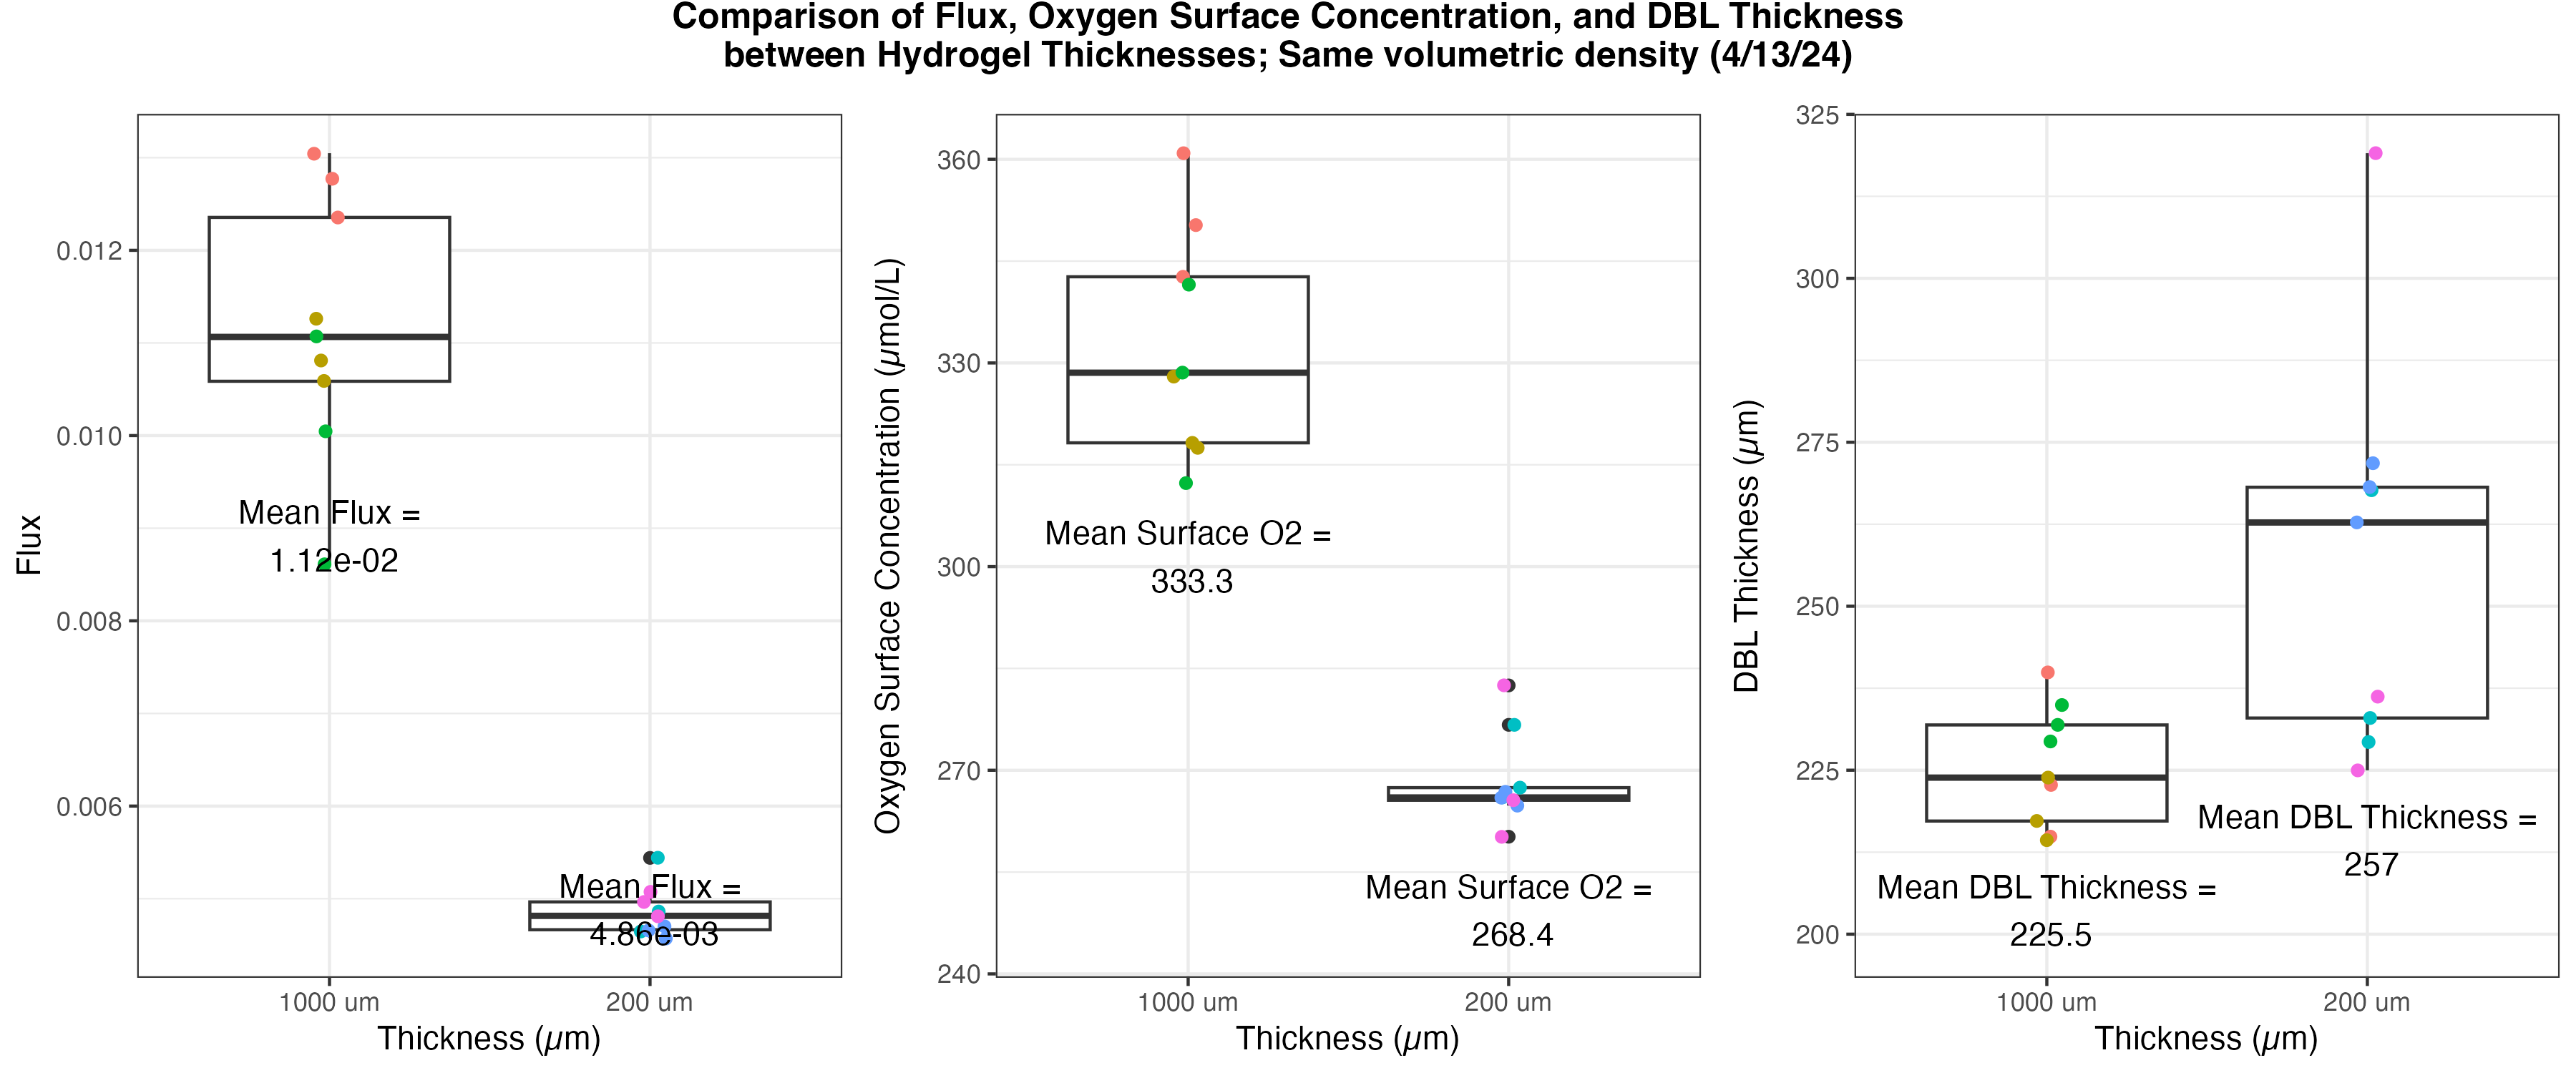 Comparison of Flux, Oxygen Surface Concentration, and DBL Thickness
between Hydrogel Thicknesses; Same volumetric density (4/13/24)
Flux
0.012
0.010
0.008
0.006
Mean Flux =
1.12e-02
Mean Flux =
4.86e-03
1000 um
200 um
Thickness (µm)
Oxygen Surface Concentration (µmol/L)
360
330
300
270
240
Mean Surface O2 =
333.3
Mean Surface O2 =
268.4
1000 um
200 um
Thickness (µm)
DBL Thickness (µm)
325
300
275
250
225
200
Mean DBL Thickness =
225.5
Mean DBL Thickness =
257
1000 um
200 um
Thickness (µm)